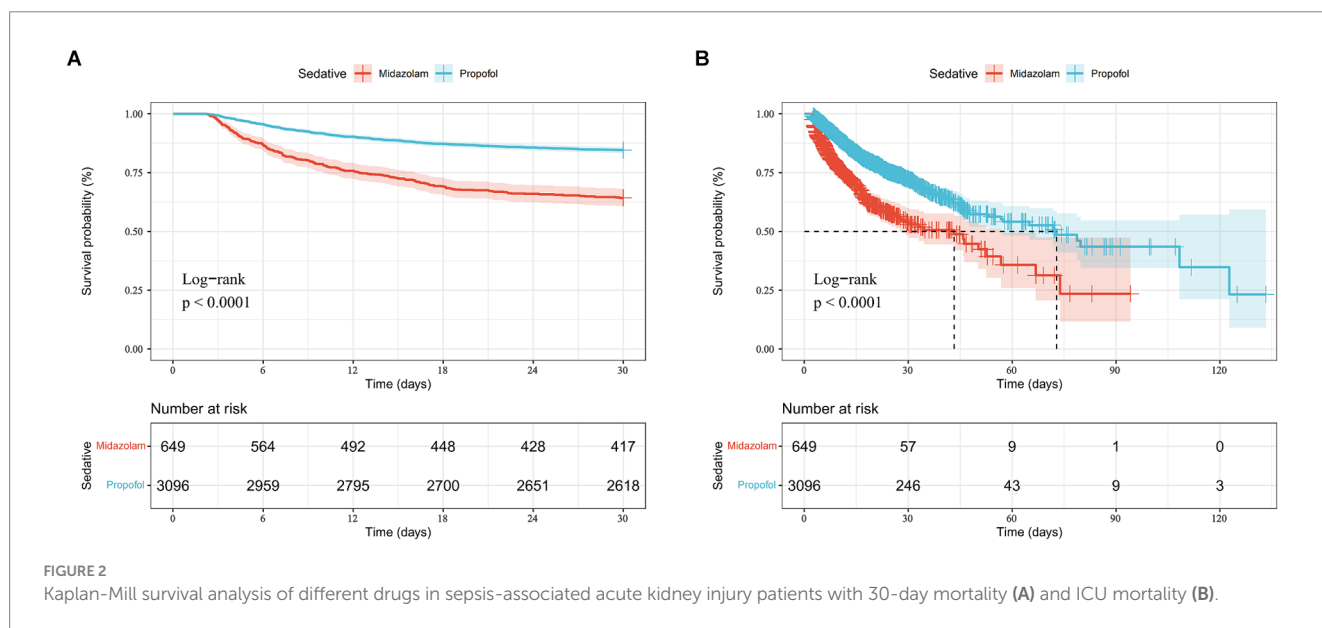 A
Sedative Midazolam Propofol
Survival probability (%)
1.00
0.75
0.50
0.25
0.00
Log-rank
p < 0.0001
0 6 12 18 24 30
Time (days)
Number at risk
Sedative
Midazolam 649 564 492 448 428 417
Propofol 3096 2959 2795 2700 2651 2618
0 6 12 18 24 30
Time (days)
B
Sedative Midazolam Propofol
Survival probability (%)
1.00
0.75
0.50
0.25
0.00
Log-rank
p < 0.0001
0 30 60 90 120
Time (days)
Number at risk
Sedative
Midazolam 649 57 9 1 0
Propofol 3096 246 43 9 3
0 30 60 90 120
Time (days)
FIGURE 2
Kaplan-Mill survival analysis of different drugs in sepsis-associated acute kidney injury patients with 30-day mortality (A) and ICU mortality (B).